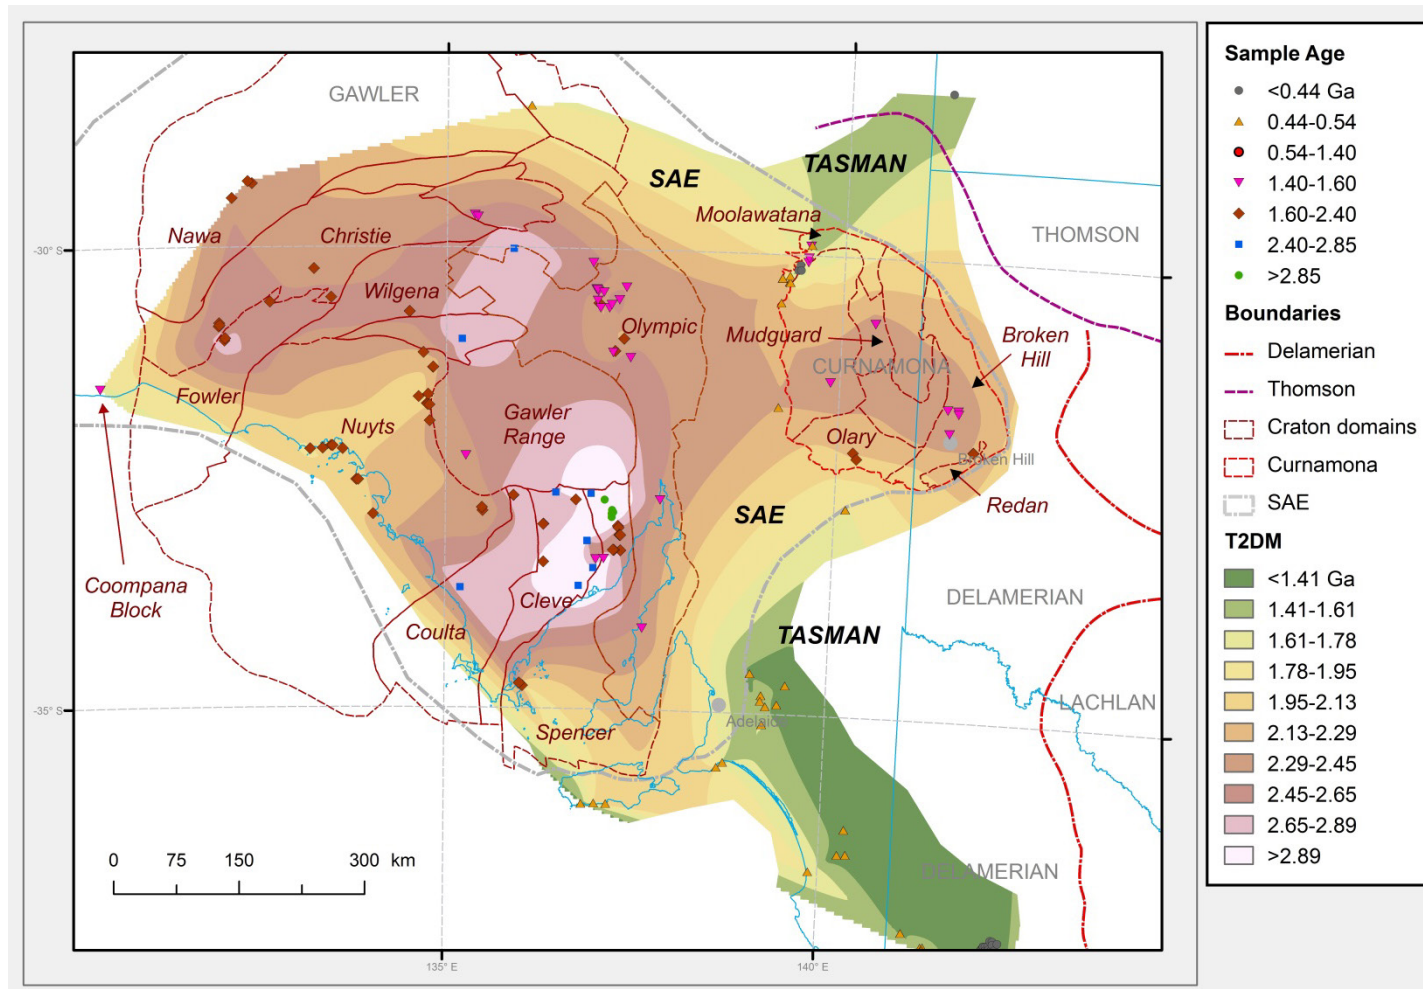 GAWLER
SAE
TASMAN
Moolawatana
THOMSON
Nawa
Christie
-30° S
Wilgena
Olympic
Mudguard
Broken
Hill
CURNAMONA
Fowler
Nuyts
Gawler
Range
Olary
Broken Hill
Redan
SAE
Coompana
Block
Cleve
Coulta
DELAMERIAN
TASMAN
-35° S
Adelaide
LACHLAN
Spencer
0 75 150 300 km
DELAMERIAN
135° E
140° E
Sample Age
<0.44 Ga
0.44-0.54
0.54-1.40
1.40-1.60
1.60-2.40
2.40-2.85
>2.85
Boundaries
Delamerian
Thomson
Craton domains
Curnamona
SAE
T2DM
<1.41 Ga
1.41-1.61
1.61-1.78
1.78-1.95
1.95-2.13
2.13-2.29
2.29-2.45
2.45-2.65
2.65-2.89
>2.89